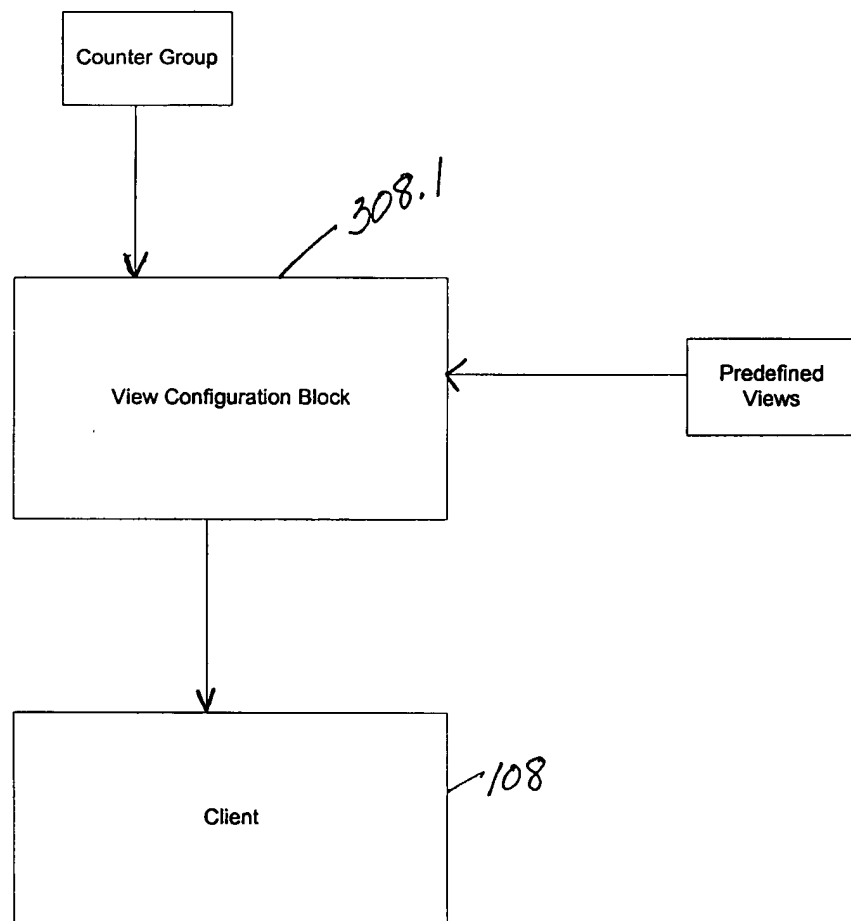 Counter Group
308.1
View Configuration Block
Predefined
Views
108
Client